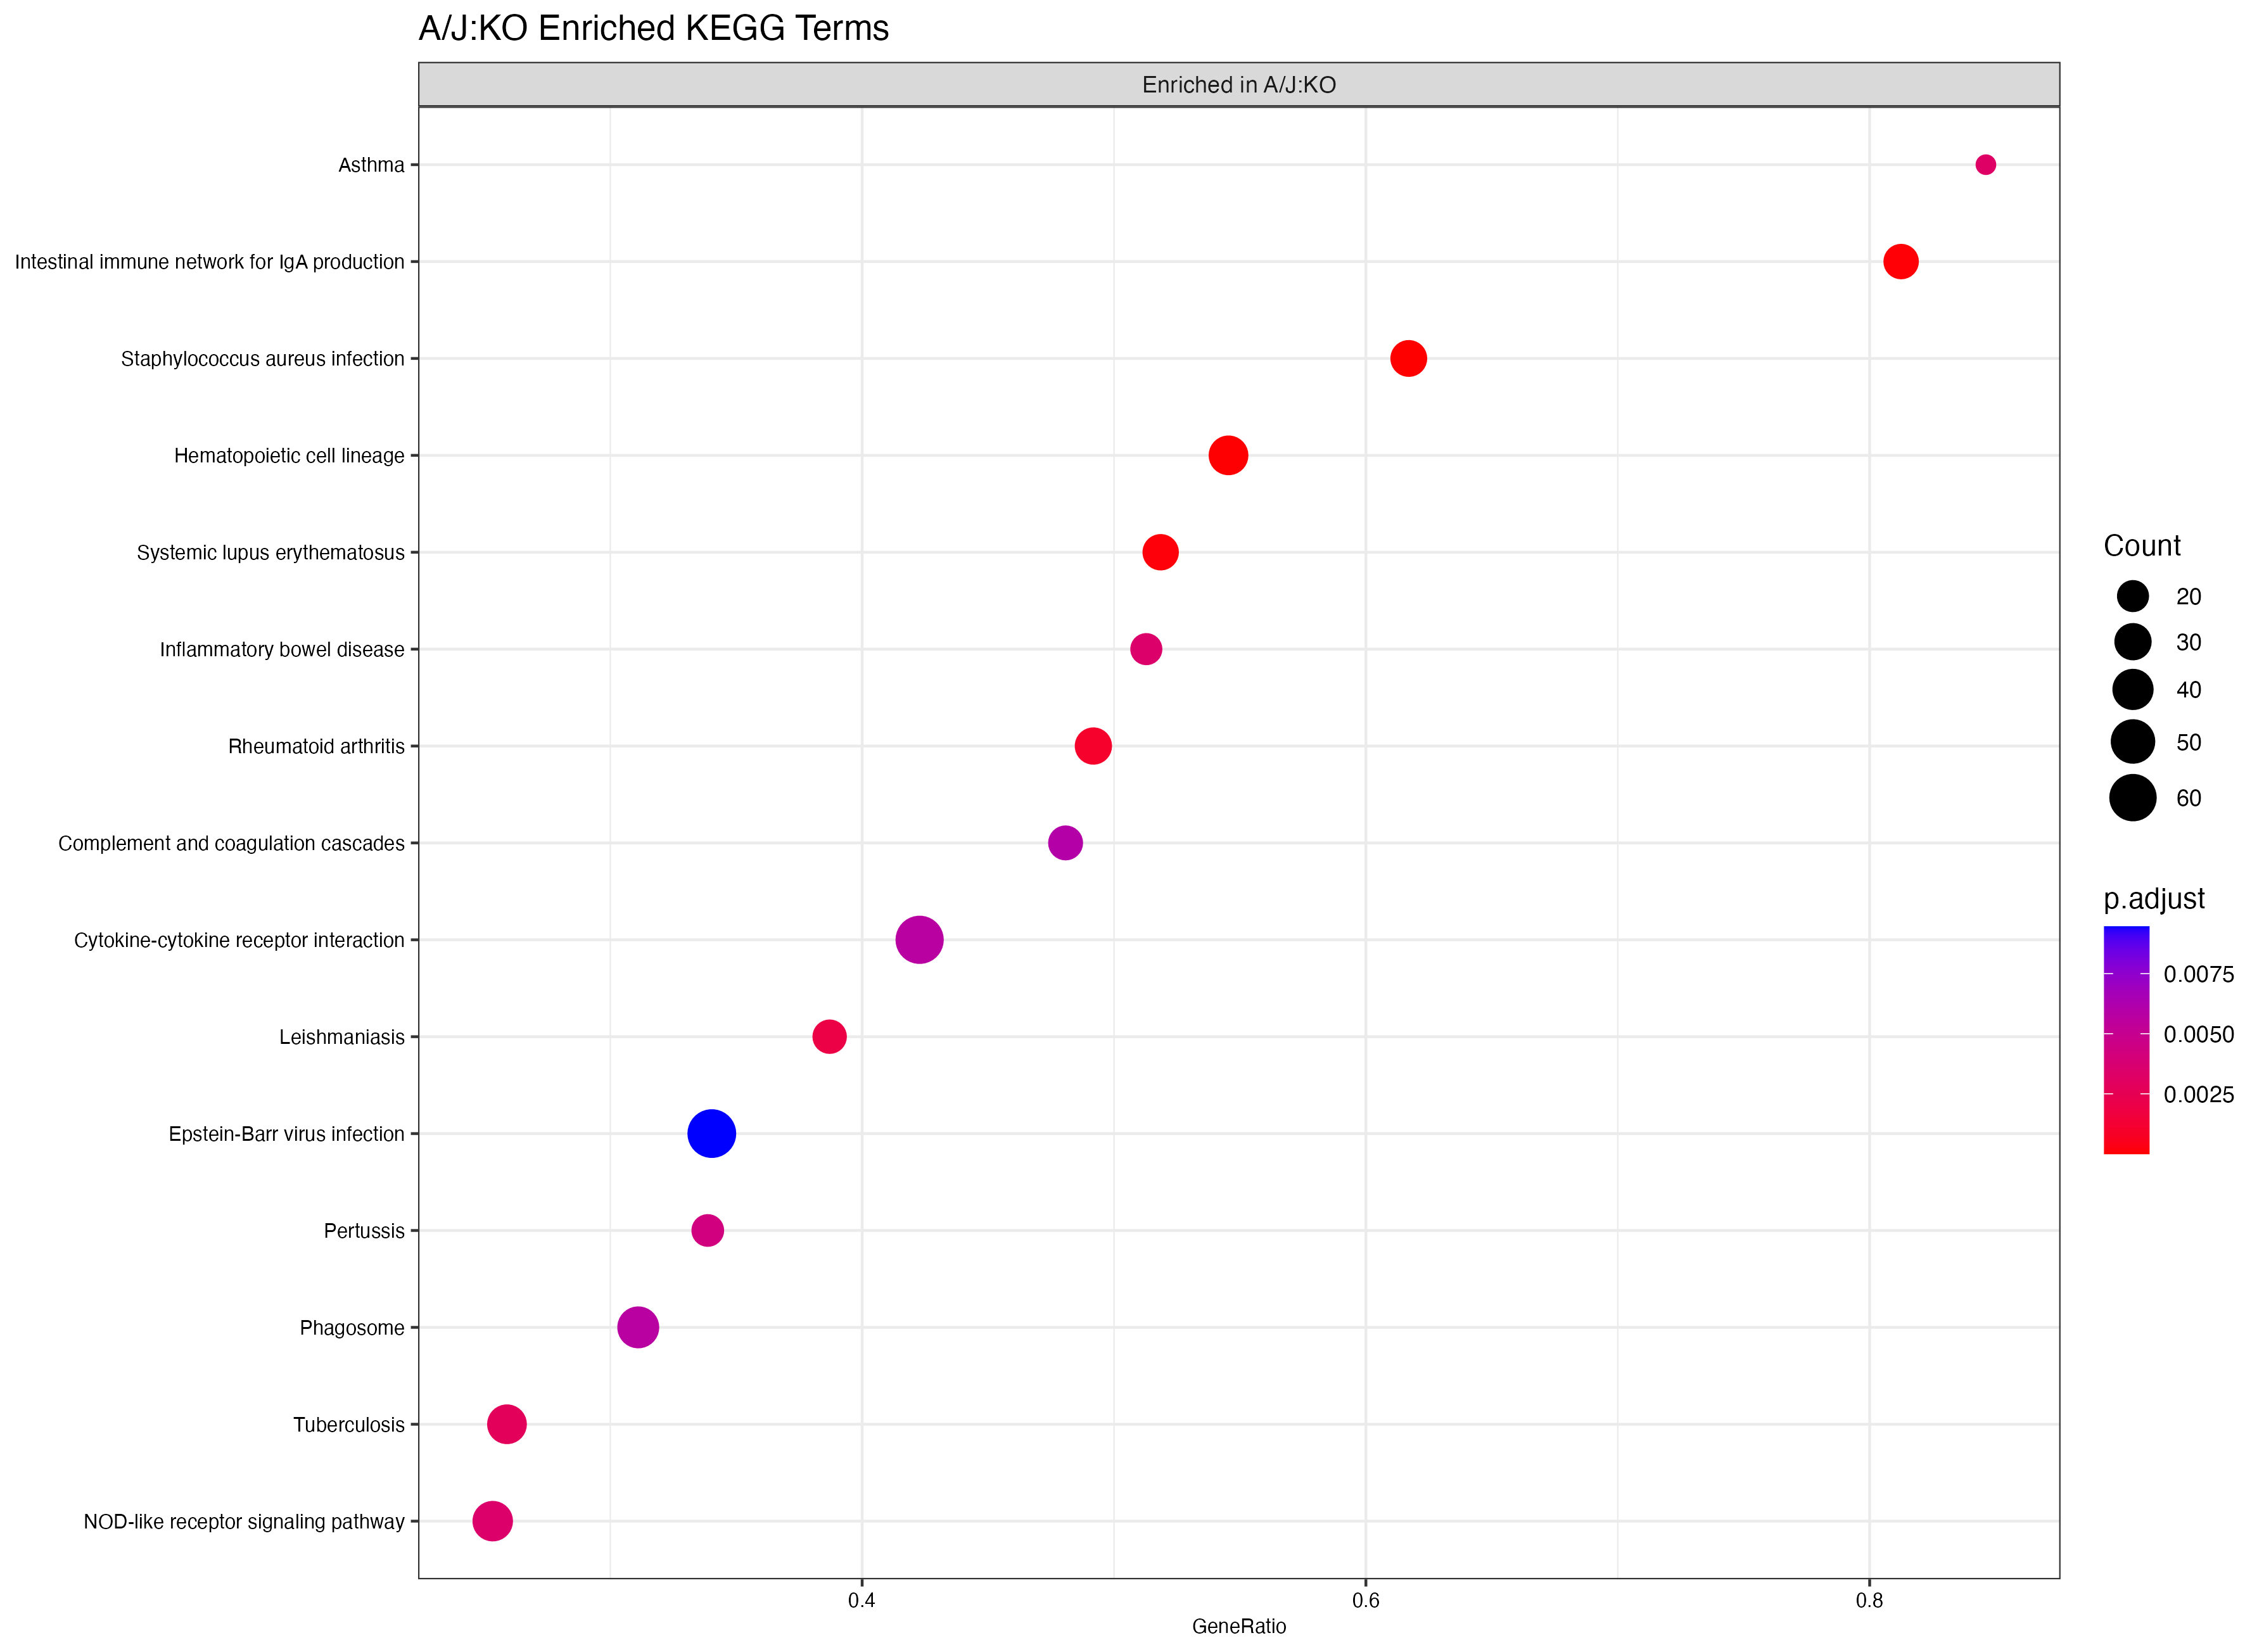 A/J:KO Enriched KEGG Terms
Enriched in A/J:KO
Asthma
Intestinal immune network for IgA production
Staphylococcus aureus infection
Hematopoietic cell lineage
Systemic lupus erythematosus
Inflammatory bowel disease
Rheumatoid arthritis
Complement and coagulation cascades
Cytokine-cytokine receptor interaction
Leishmaniasis
Epstein-Barr virus infection
Pertussis
Phagosome
Tuberculosis
NOD-like receptor signaling pathway
0.4 0.6 0.8
GeneRatio
Count
20
30
40
50
60
p.adjust
0.0075
0.0050
0.0025